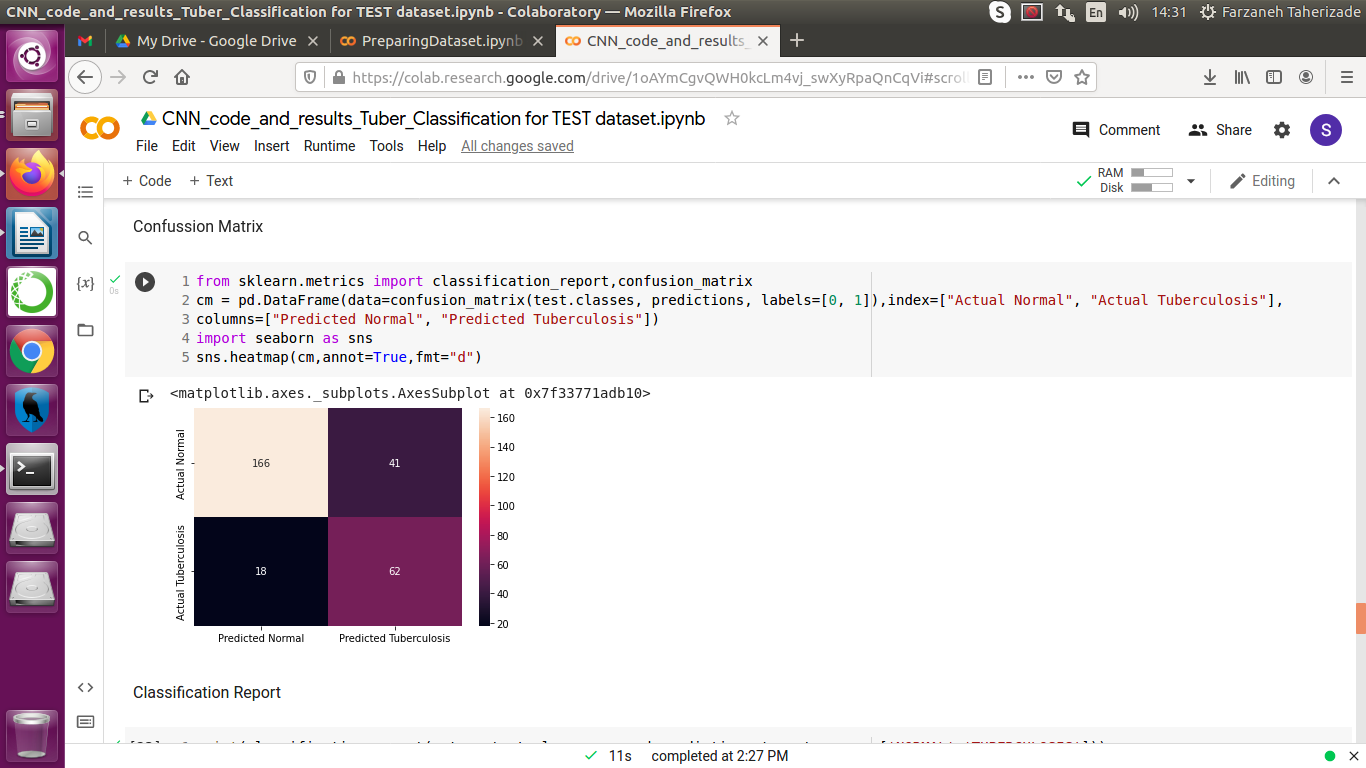 CNN_code_and_results_Tuber_Classification for TEST dataset.ipynb - Colaboratory — Mozilla Firefox
En 14:31 Farzaneh Taherizade
My Drive - Google Drive
PreparingDataset.ipynb
CNN_code_and_results_
https://colab.research.google.com/drive/1oAYmCgvQWH0kcLm4vj_swXyRpaQnCqVi#scrol
CNN_code_and_results_Tuber_Classification for TEST dataset.ipynb
Comment Share S
File Edit View Insert Runtime Tools Help All changes saved
+ Code + Text
RAM
Disk
Editing
Confussion Matrix
0s
1 from sklearn.metrics import classification_report,confusion_matrix
2 cm = pd.DataFrame(data=confusion_matrix(test.classes, predictions, labels=[0, 1]),index=["Actual Normal", "Actual Tuberculosis"],
3 columns=["Predicted Normal", "Predicted Tuberculosis"])
4 import seaborn as sns
5 sns.heatmap(cm,annot=True,fmt="d")
<matplotlib.axes._subplots.AxesSubplot at 0x7f33771adb10>
Actual Normal
Actual Tuberculosis
166 41
18 62
Predicted Normal Predicted Tuberculosis
160
140
120
100
80
60
40
20
Classification Report
11s completed at 2:27 PM